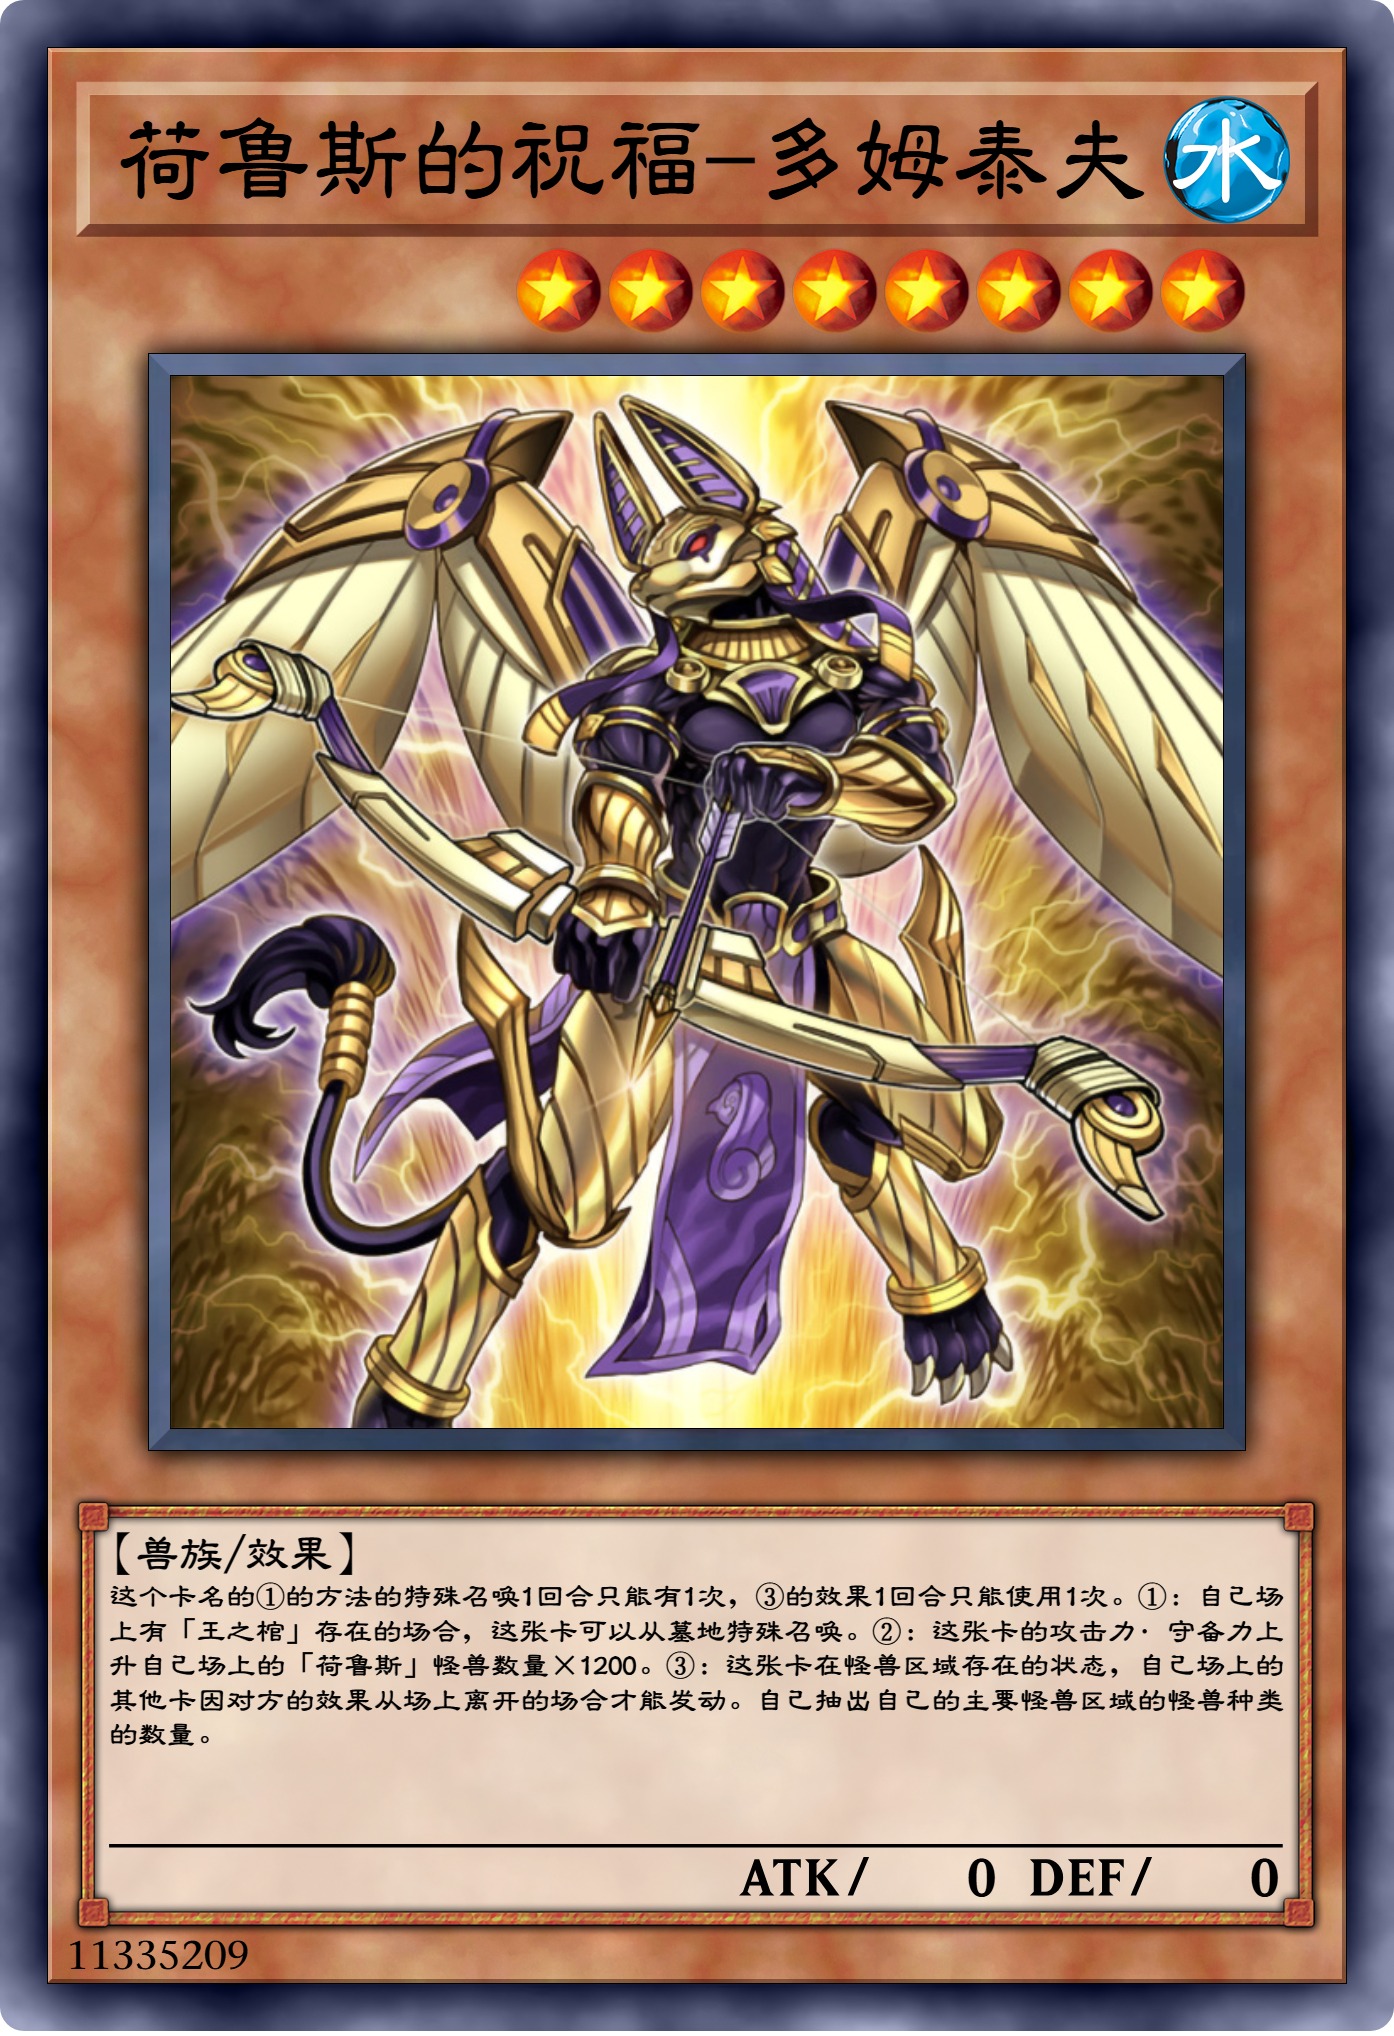 荷鲁斯的祝福-多姆泰夫
水
【兽族/效果】
这个卡名的①的方法的特殊召唤1回合只能有1次，③的效果1回合只能使用1次。①：自己场
上有「王之棺」存在的场合，这张卡可以从墓地特殊召唤。②：这张卡的攻击力·守备力上
升自己场上的「荷鲁斯」怪兽数量×1200。③：这张卡在怪兽区域存在的状态，自己场上的
其他卡因对方的效果从场上离开的场合才能发动。自己抽出自己的主要怪兽区域的怪兽种类
的数量。
ATK/ 0 DEF/ 0
11335209